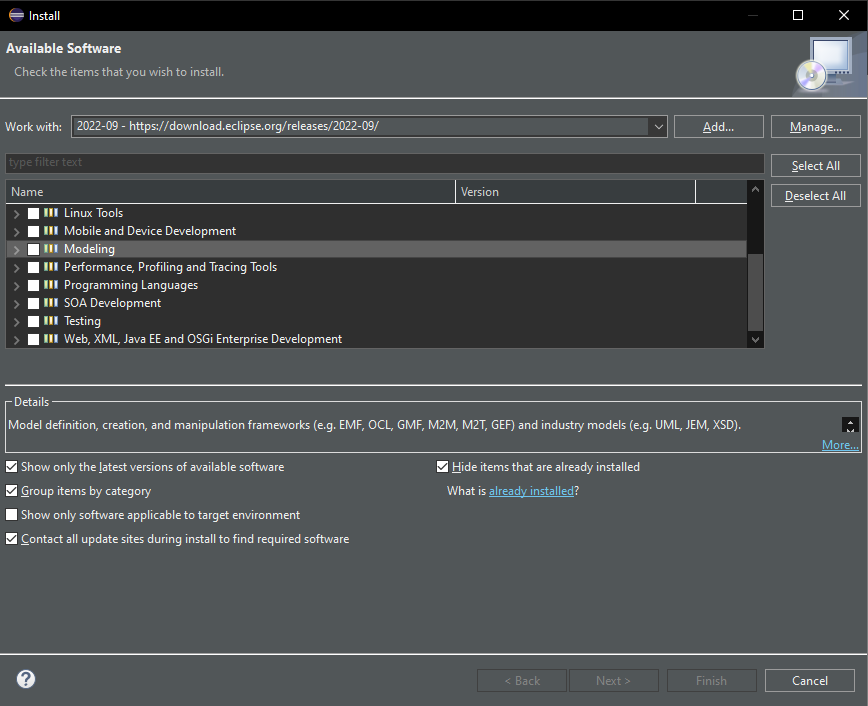 Install
Available Software
Check the items that you wish to install.
Work with: 2022-09 - https://download.eclipse.org/releases/2022-09/ Add... Manage...
type filter text Select All
Name Version Deselect All
Linux Tools
Mobile and Device Development
Modeling
Performance, Profiling and Tracing Tools
Programming Languages
SOA Development
Testing
Web, XML, Java EE and OSGi Enterprise Development
Details
Model definition, creation, and manipulation frameworks (e.g. EMF, OCL, GMF, M2M, M2T, GEF) and industry models (e.g. UML, JEM, XSD).
More...
Show only the latest versions of available software Hide items that are already installed
Group items by category What is already installed?
Show only software applicable to target environment
Contact all update sites during install to find required software
? < Back Next > Finish Cancel